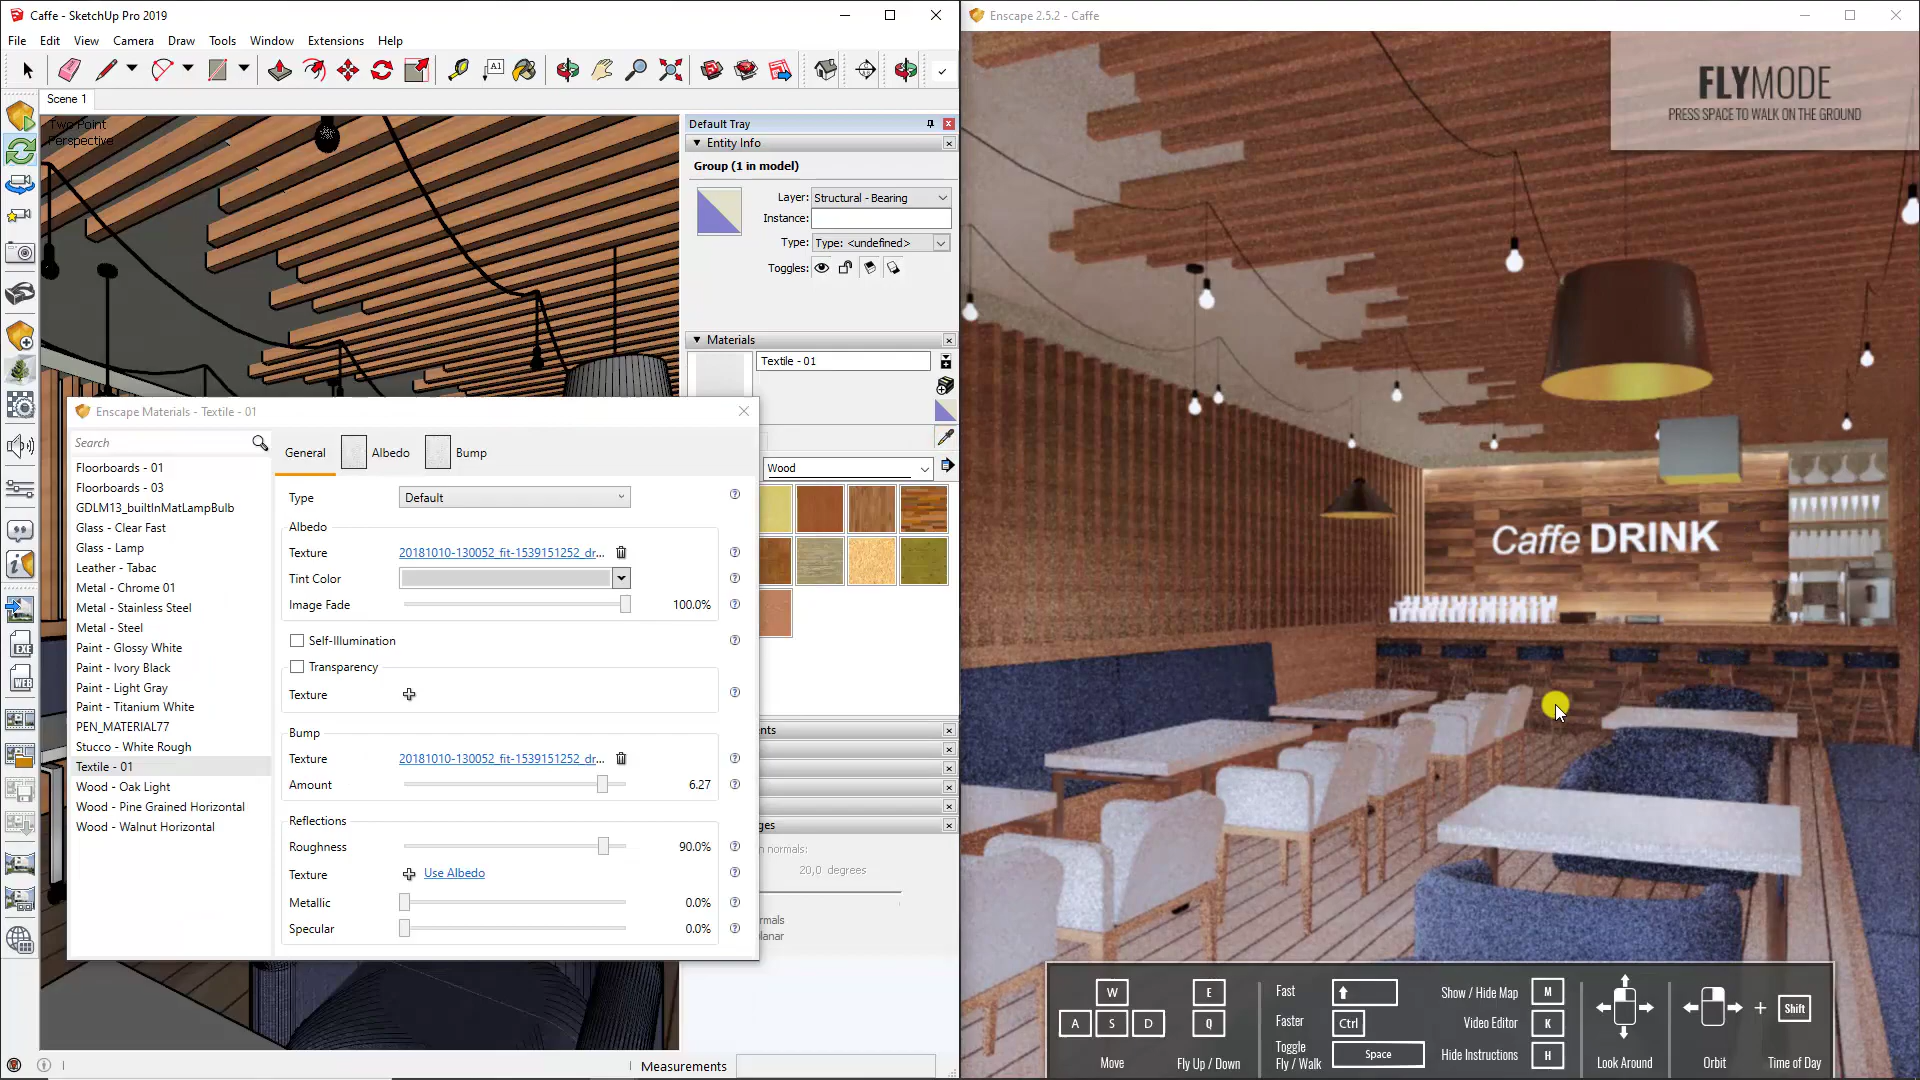 Caffe - SketchUp Pro 2019
File Edit View Camera Draw Tools Window Extensions Help
Scene 1
Two Point
Perspective
Default Tray
Entity Info
Group (1 in model)
Layer: Structural - Bearing
Instance:
Type: Type: <undefined>
Toggles:
Materials
Textile - 01
Wood
Enscape Materials - Textile - 01
Search
Floorboards - 01
Floorboards - 03
GDLM13_builtInMatLampBulb
Glass - Clear Fast
Glass - Lamp
Leather - Tabac
Metal - Chrome 01
Metal - Stainless Steel
Metal - Steel
Paint - Glossy White
Paint - Ivory Black
Paint - Light Gray
Paint - Titanium White
PEN_MATERIAL77
Stucco - White Rough
Textile - 01
Wood - Oak Light
Wood - Pine Grained Horizontal
Wood - Walnut Horizontal
General Albedo Bump
Type Default
Albedo
Texture 20181010-130052_fit-1539151252_dr...
Tint Color
Image Fade 100.0%
Self-Illumination
Transparency
Texture
Bump
Texture 20181010-130052_fit-1539151252_dr...
Amount 6.27
Reflections
Roughness 90.0%
Texture Use Albedo
Metallic 0.0%
Specular 0.0%
nts
ges
n normals:
20,0 degrees
rmals
lanar
Measurements
Enscape 2.5.2 - Caffe
FLYMODE
PRESS SPACE TO WALK ON THE GROUND
Caffe DRINK
W
A S D
Move
E
Q
Fly Up / Down
Fast
Faster Ctrl
Toggle
Fly / Walk Space
Show / Hide Map M
Video Editor K
Hide Instructions H
Look Around
Orbit
+ Shift
Time of Day